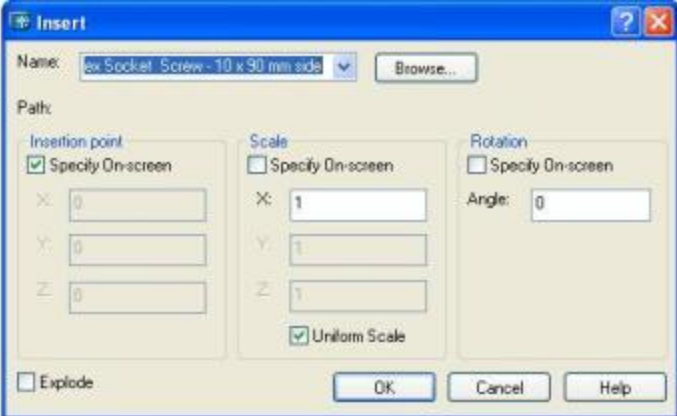 Insert
Name: ex Socket Screw - 10 x 90 mm side Browse...
Path:
Insertion point Scale Rotation
Specify On-screen Specify On-screen Specify On-screen
X: 0 X: 1 Angle: 0
Y: 0 Y: 1
Z: 0 Z: 1
Uniform Scale
Explode OK Cancel Help